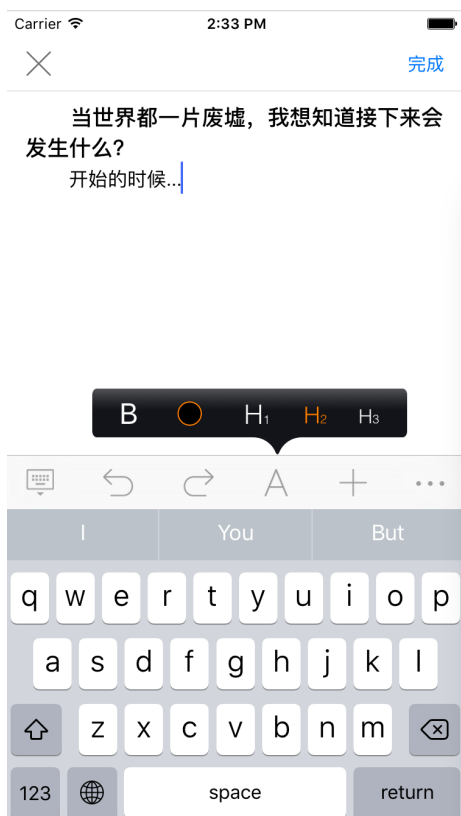 Carrier 2:33 PM
完成
当世界都一片废墟，我想知道接下来会
发生什么?
开始的时候...
B H1 H2 H3
A
I You But
q w e r t y u i o p
a s d f g h j k l
z x c v b n m
123 space return